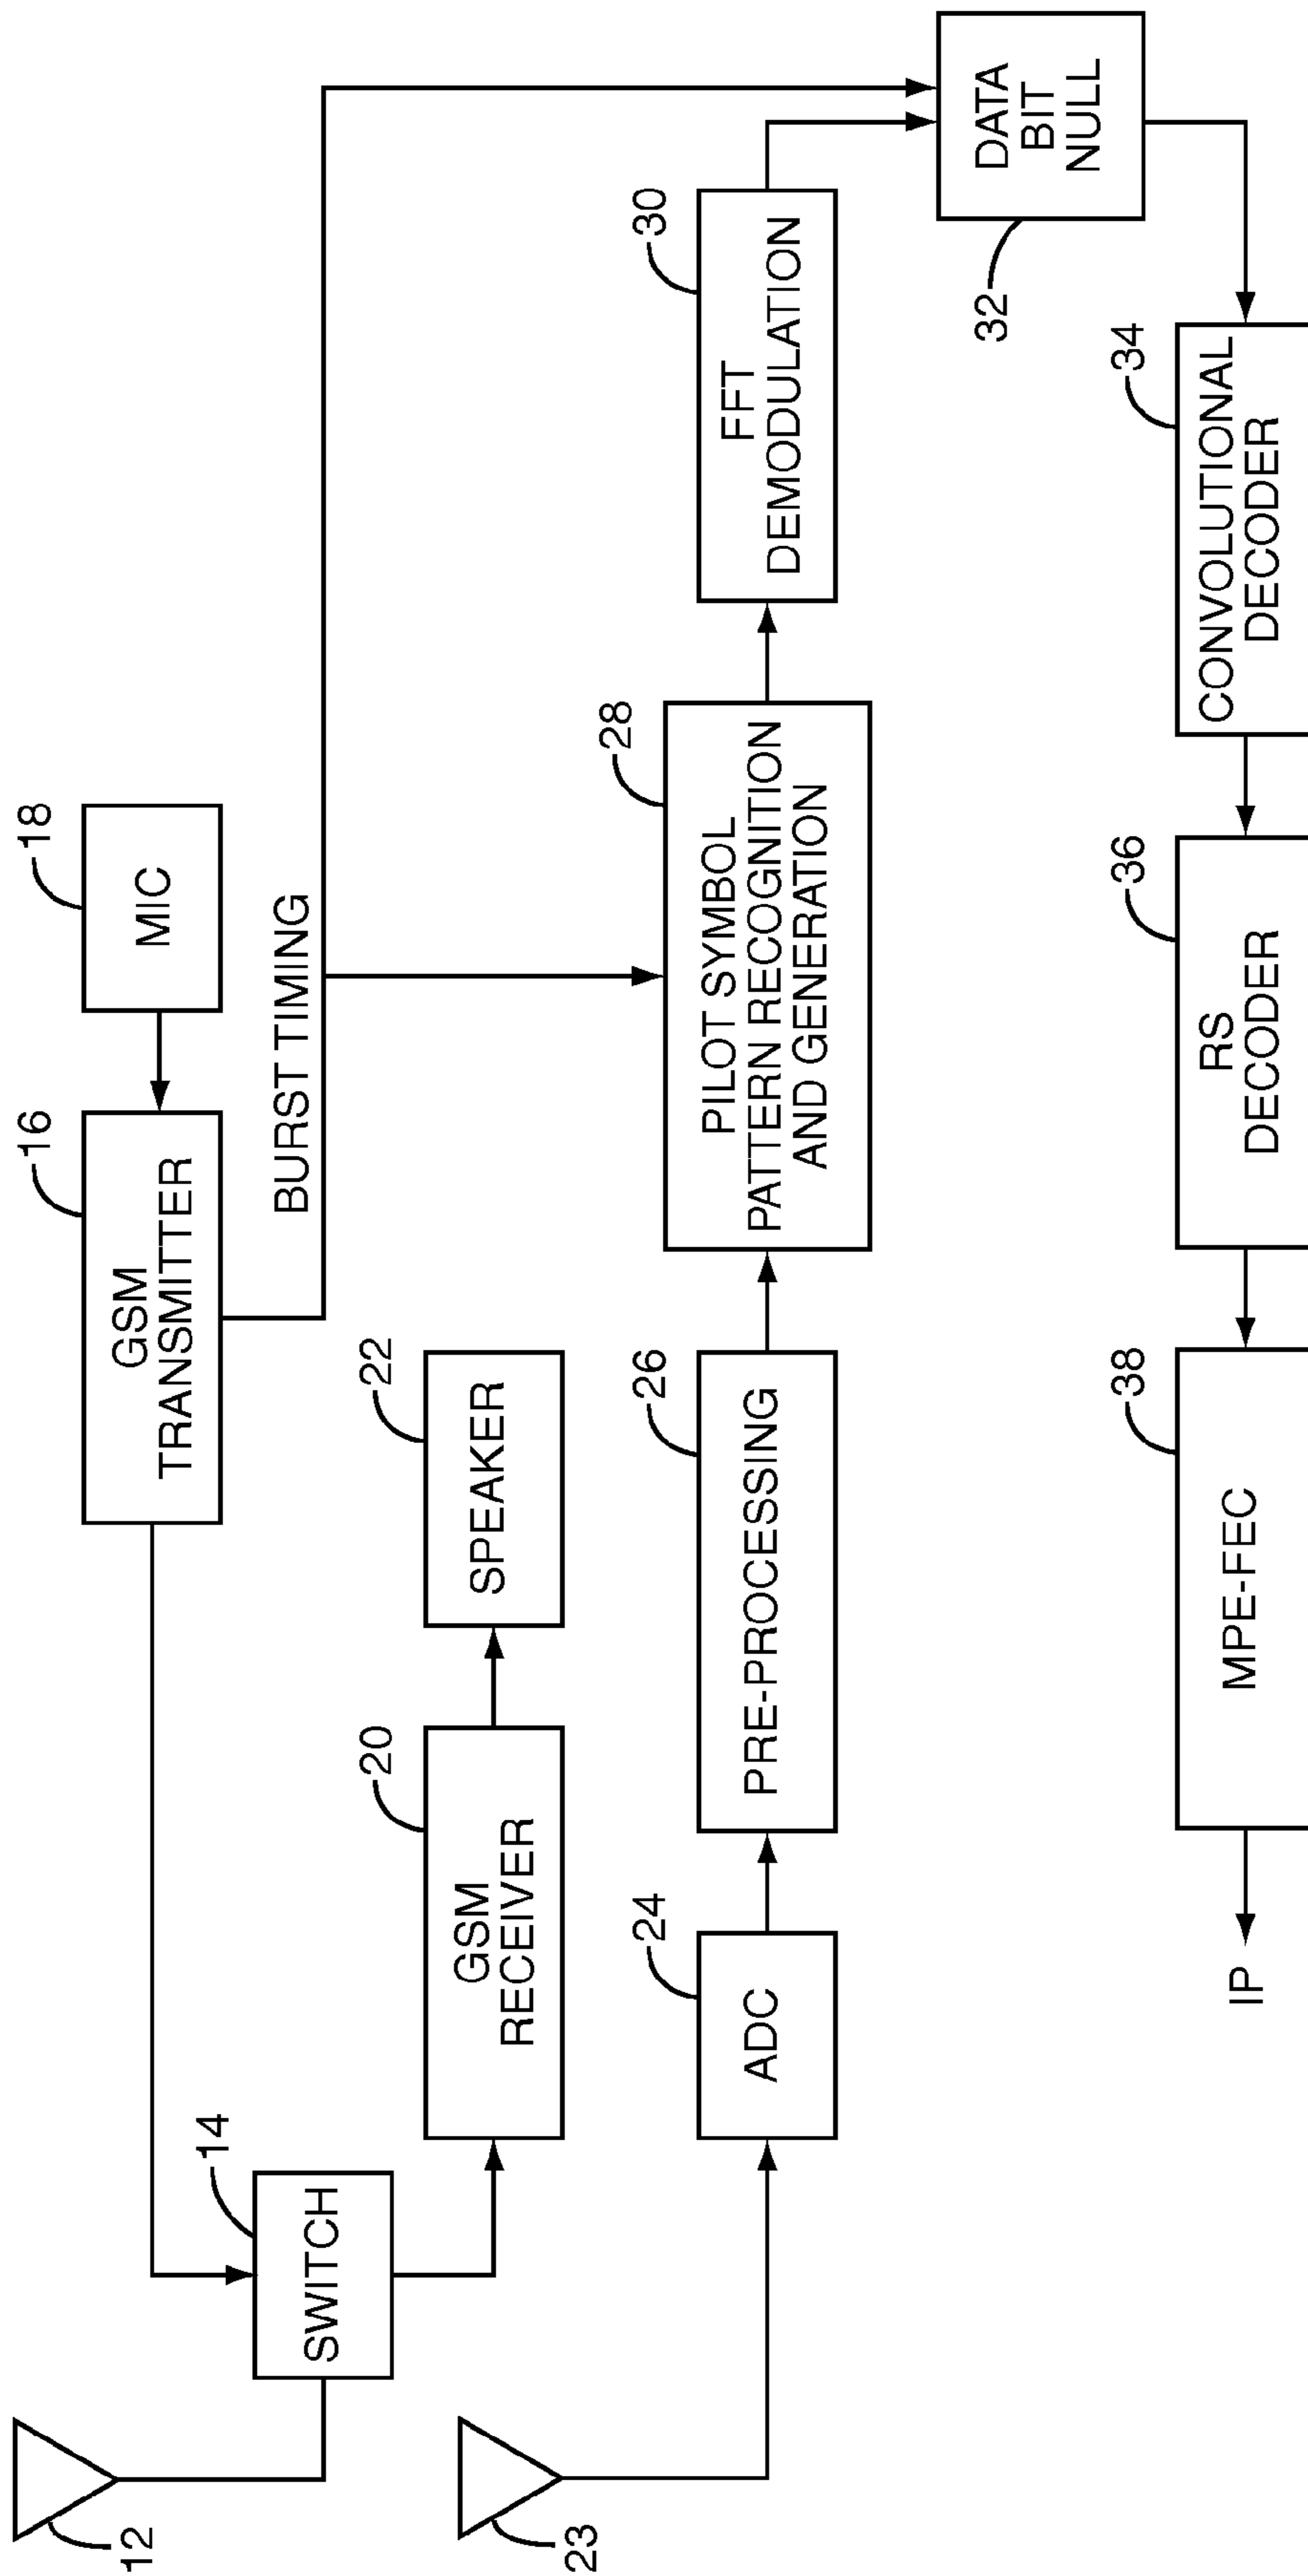 12
14
SWITCH
16
GSM
TRANSMITTER
18
MIC
BURST TIMING
20
GSM
RECEIVER
22
SPEAKER
23
24
ADC
26
PRE-PROCESSING
28
PILOT SYMBOL
PATTERN RECOGNITION
AND GENERATION
30
FFT
DEMODULATION
DATA
BIT
NULL
32
34
CONVOLUTIONAL
DECODER
36
RS
DECODER
38
MPE-FEC
IP